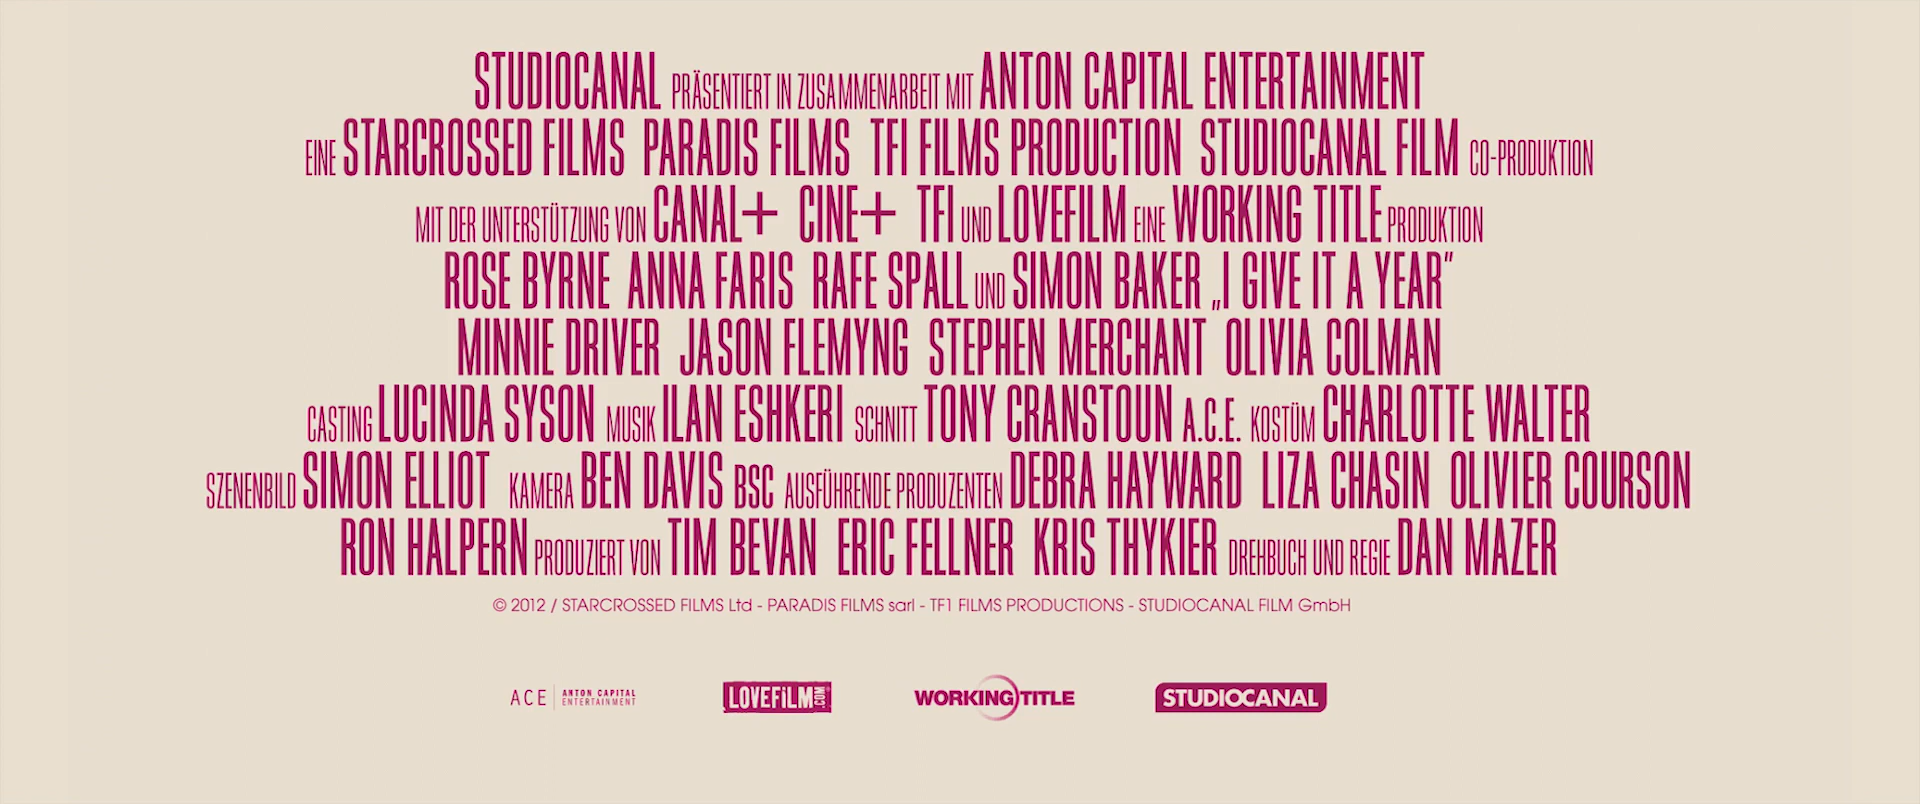 STUDIOCANAL PRÄSENTIERT IN ZUSAMMENARBEIT MIT ANTON CAPITAL ENTERTAINMENT
EINE STARCROSSED FILMS PARADIS FILMS TF1 FILMS PRODUCTION STUDIOCANAL FILM CO-PRODUKTION
MIT DER UNTERSTÜTZUNG VON CANAL+ CINE+ TF1 UND LOVEFILM EINE WORKING TITLE PRODUKTION
ROSE BYRNE ANNA FARIS RAFE SPALL UND SIMON BAKER „I GIVE IT A YEAR“
MINNIE DRIVER JASON FLEMYNG STEPHEN MERCHANT OLIVIA COLMAN
CASTING LUCINDA SYSON MUSIK ILAN ESHKERI SCHNITT TONY CRANSTOUN A.C.E. KOSTÜM CHARLOTTE WALTER
SZENENBILD SIMON ELLIOT KAMERA BEN DAVIS BSC AUSFÜHRENDE PRODUZENTEN DEBRA HAYWARD LIZA CHASIN OLIVIER COURSON
RON HALPERN PRODUZIERT VON TIM BEVAN ERIC FELLNER KRIS THYKIER DREHBUCH UND REGIE DAN MAZER
© 2012 / STARCROSSED FILMS Ltd - PARADIS FILMS sarl - TF1 FILMS PRODUCTIONS - STUDIOCANAL FILM GmbH
ACE ANTON CAPITAL ENTERTAINMENT LOVEFiLM.COM WORKING TITLE STUDIOCANAL